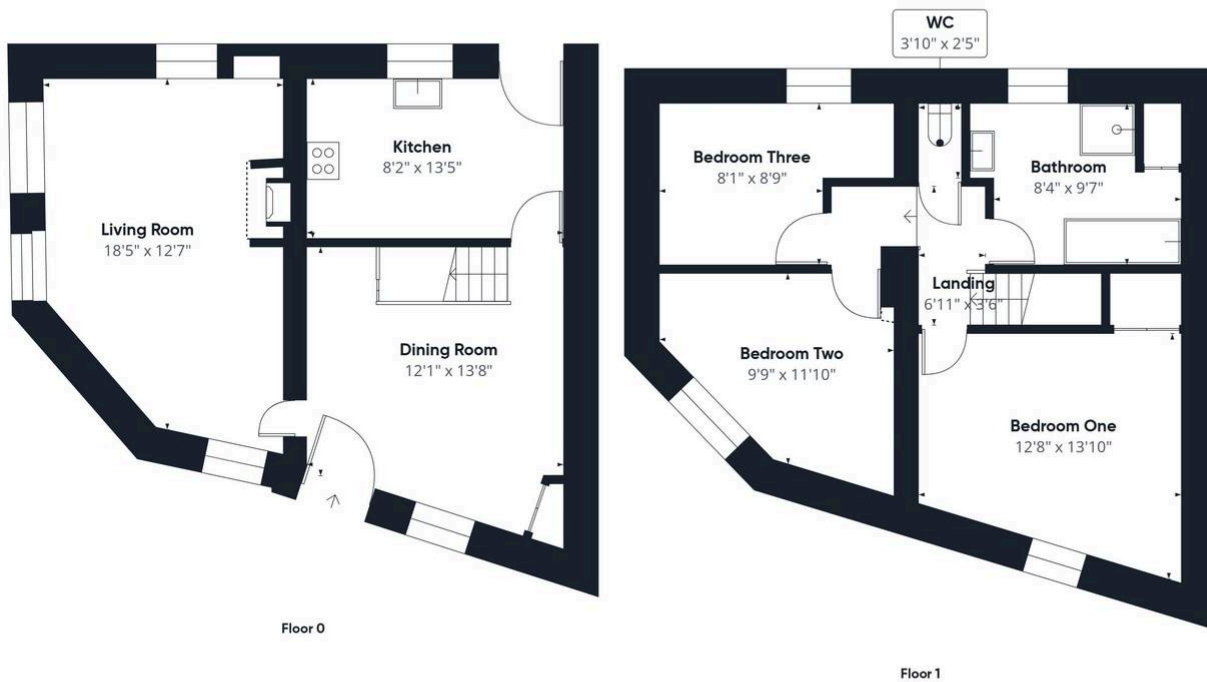 Living Room
18'5" x 12'7"
Kitchen
8'2" x 13'5"
Dining Room
12'1" x 13'8"
Floor 0
WC
3'10" x 2'5"
Bedroom Three
8'1" x 8'9"
Bathroom
8'4" x 9'7"
Landing
6'11" x 3'6"
Bedroom Two
9'9" x 11'10"
Bedroom One
12'8" x 13'10"
Floor 1